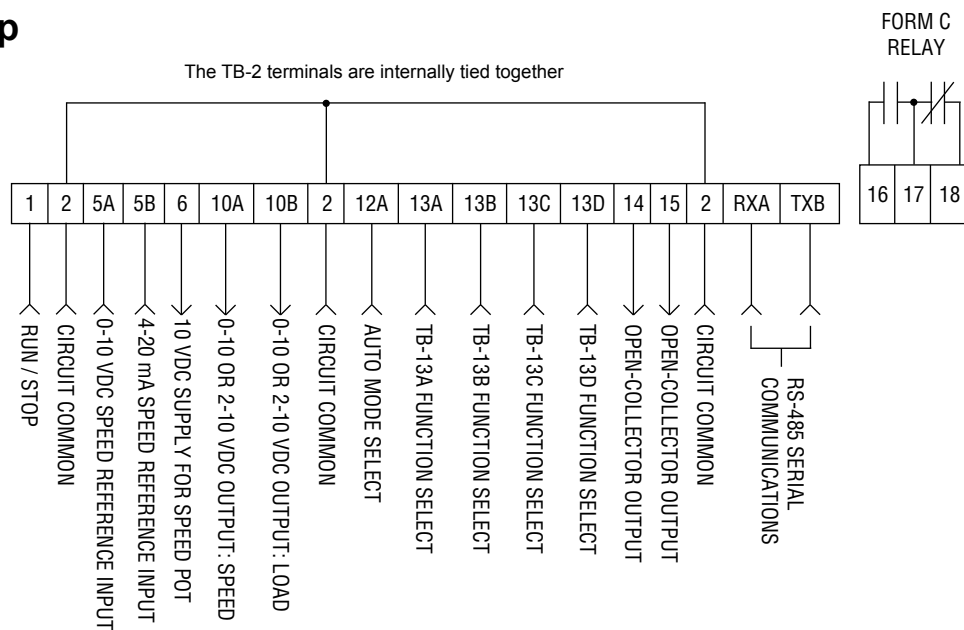 p
FORM C
RELAY
The TB-2 terminals are internally tied together
1 2 5A 5B 6 10A 10B 2 12A 13A 13B 13C 13D 14 15 2 RXA TXB
16 17 18
RUN / STOP
CIRCUIT COMMON
0-10 VDC SPEED REFERENCE INPUT
4-20 mA SPEED REFERENCE INPUT
10 VDC SUPPLY FOR SPEED POT
0-10 OR 2-10 VDC OUTPUT: SPEED
0-10 OR 2-10 VDC OUTPUT: LOAD
CIRCUIT COMMON
AUTO MODE SELECT
TB-13A FUNCTION SELECT
TB-13B FUNCTION SELECT
TB-13C FUNCTION SELECT
TB-13D FUNCTION SELECT
OPEN-COLLECTOR OUTPUT
OPEN-COLLECTOR OUTPUT
CIRCUIT COMMON
RS-485 SERIAL
COMMUNICATIONS